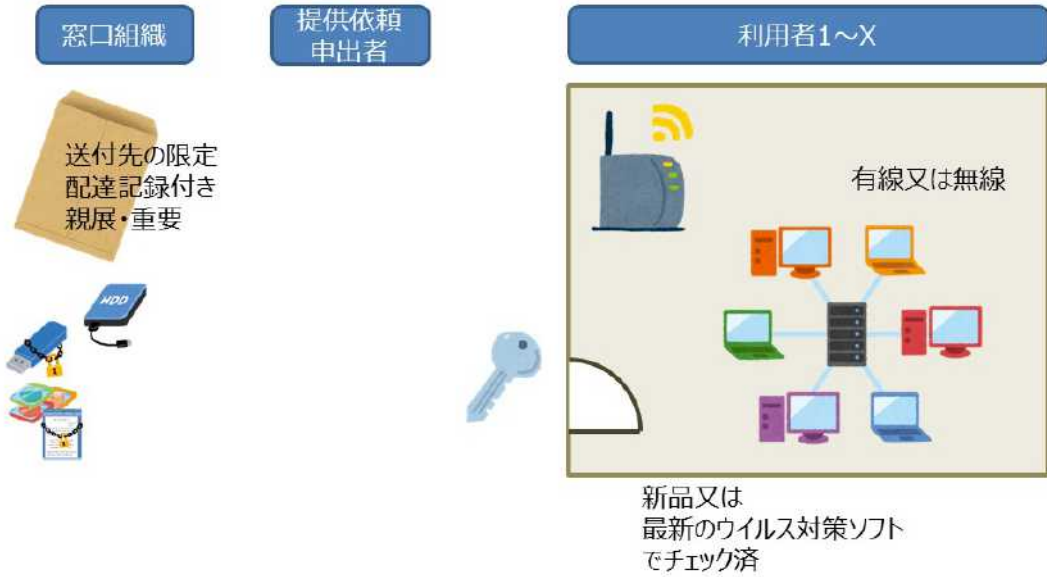 窓口組織
提供依頼
申出者
利用者1～X
送付先の限定
配達記録付き
親展・重要
HDD
有線又は無線
新品又は
最新のウイルス対策ソフト
でチェック済